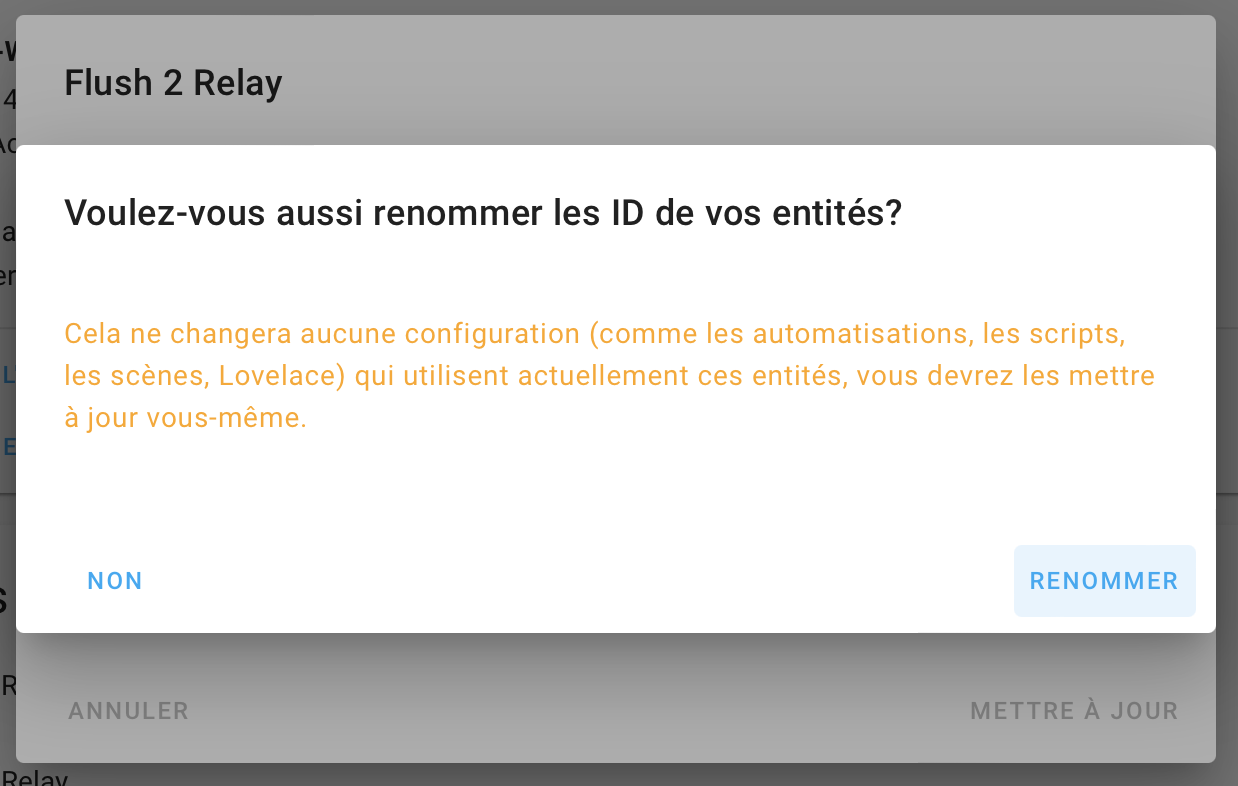 Flush 2 Relay
Voulez-vous aussi renommer les ID de vos entités?
Cela ne changera aucune configuration (comme les automatisations, les scripts,
les scènes, Lovelace) qui utilisent actuellement ces entités, vous devrez les mettre
à jour vous-même.
NON
RENOMMER
ANNULER
METTRE À JOUR
Relay